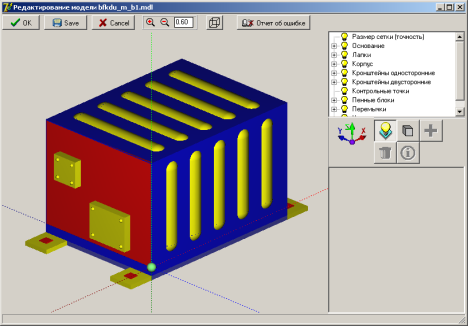 Редактирование модели bfkdu_m_b1.mdl
OK Save Cancel 0.60 Отчет об ошибке
Размер сетки (точность)
Основание
Лапки
Корпус
Кронштейны односторонние
Кронштейны двусторонние
Контрольные точки
Пенные блоки
Перемычки
Y
X
Z